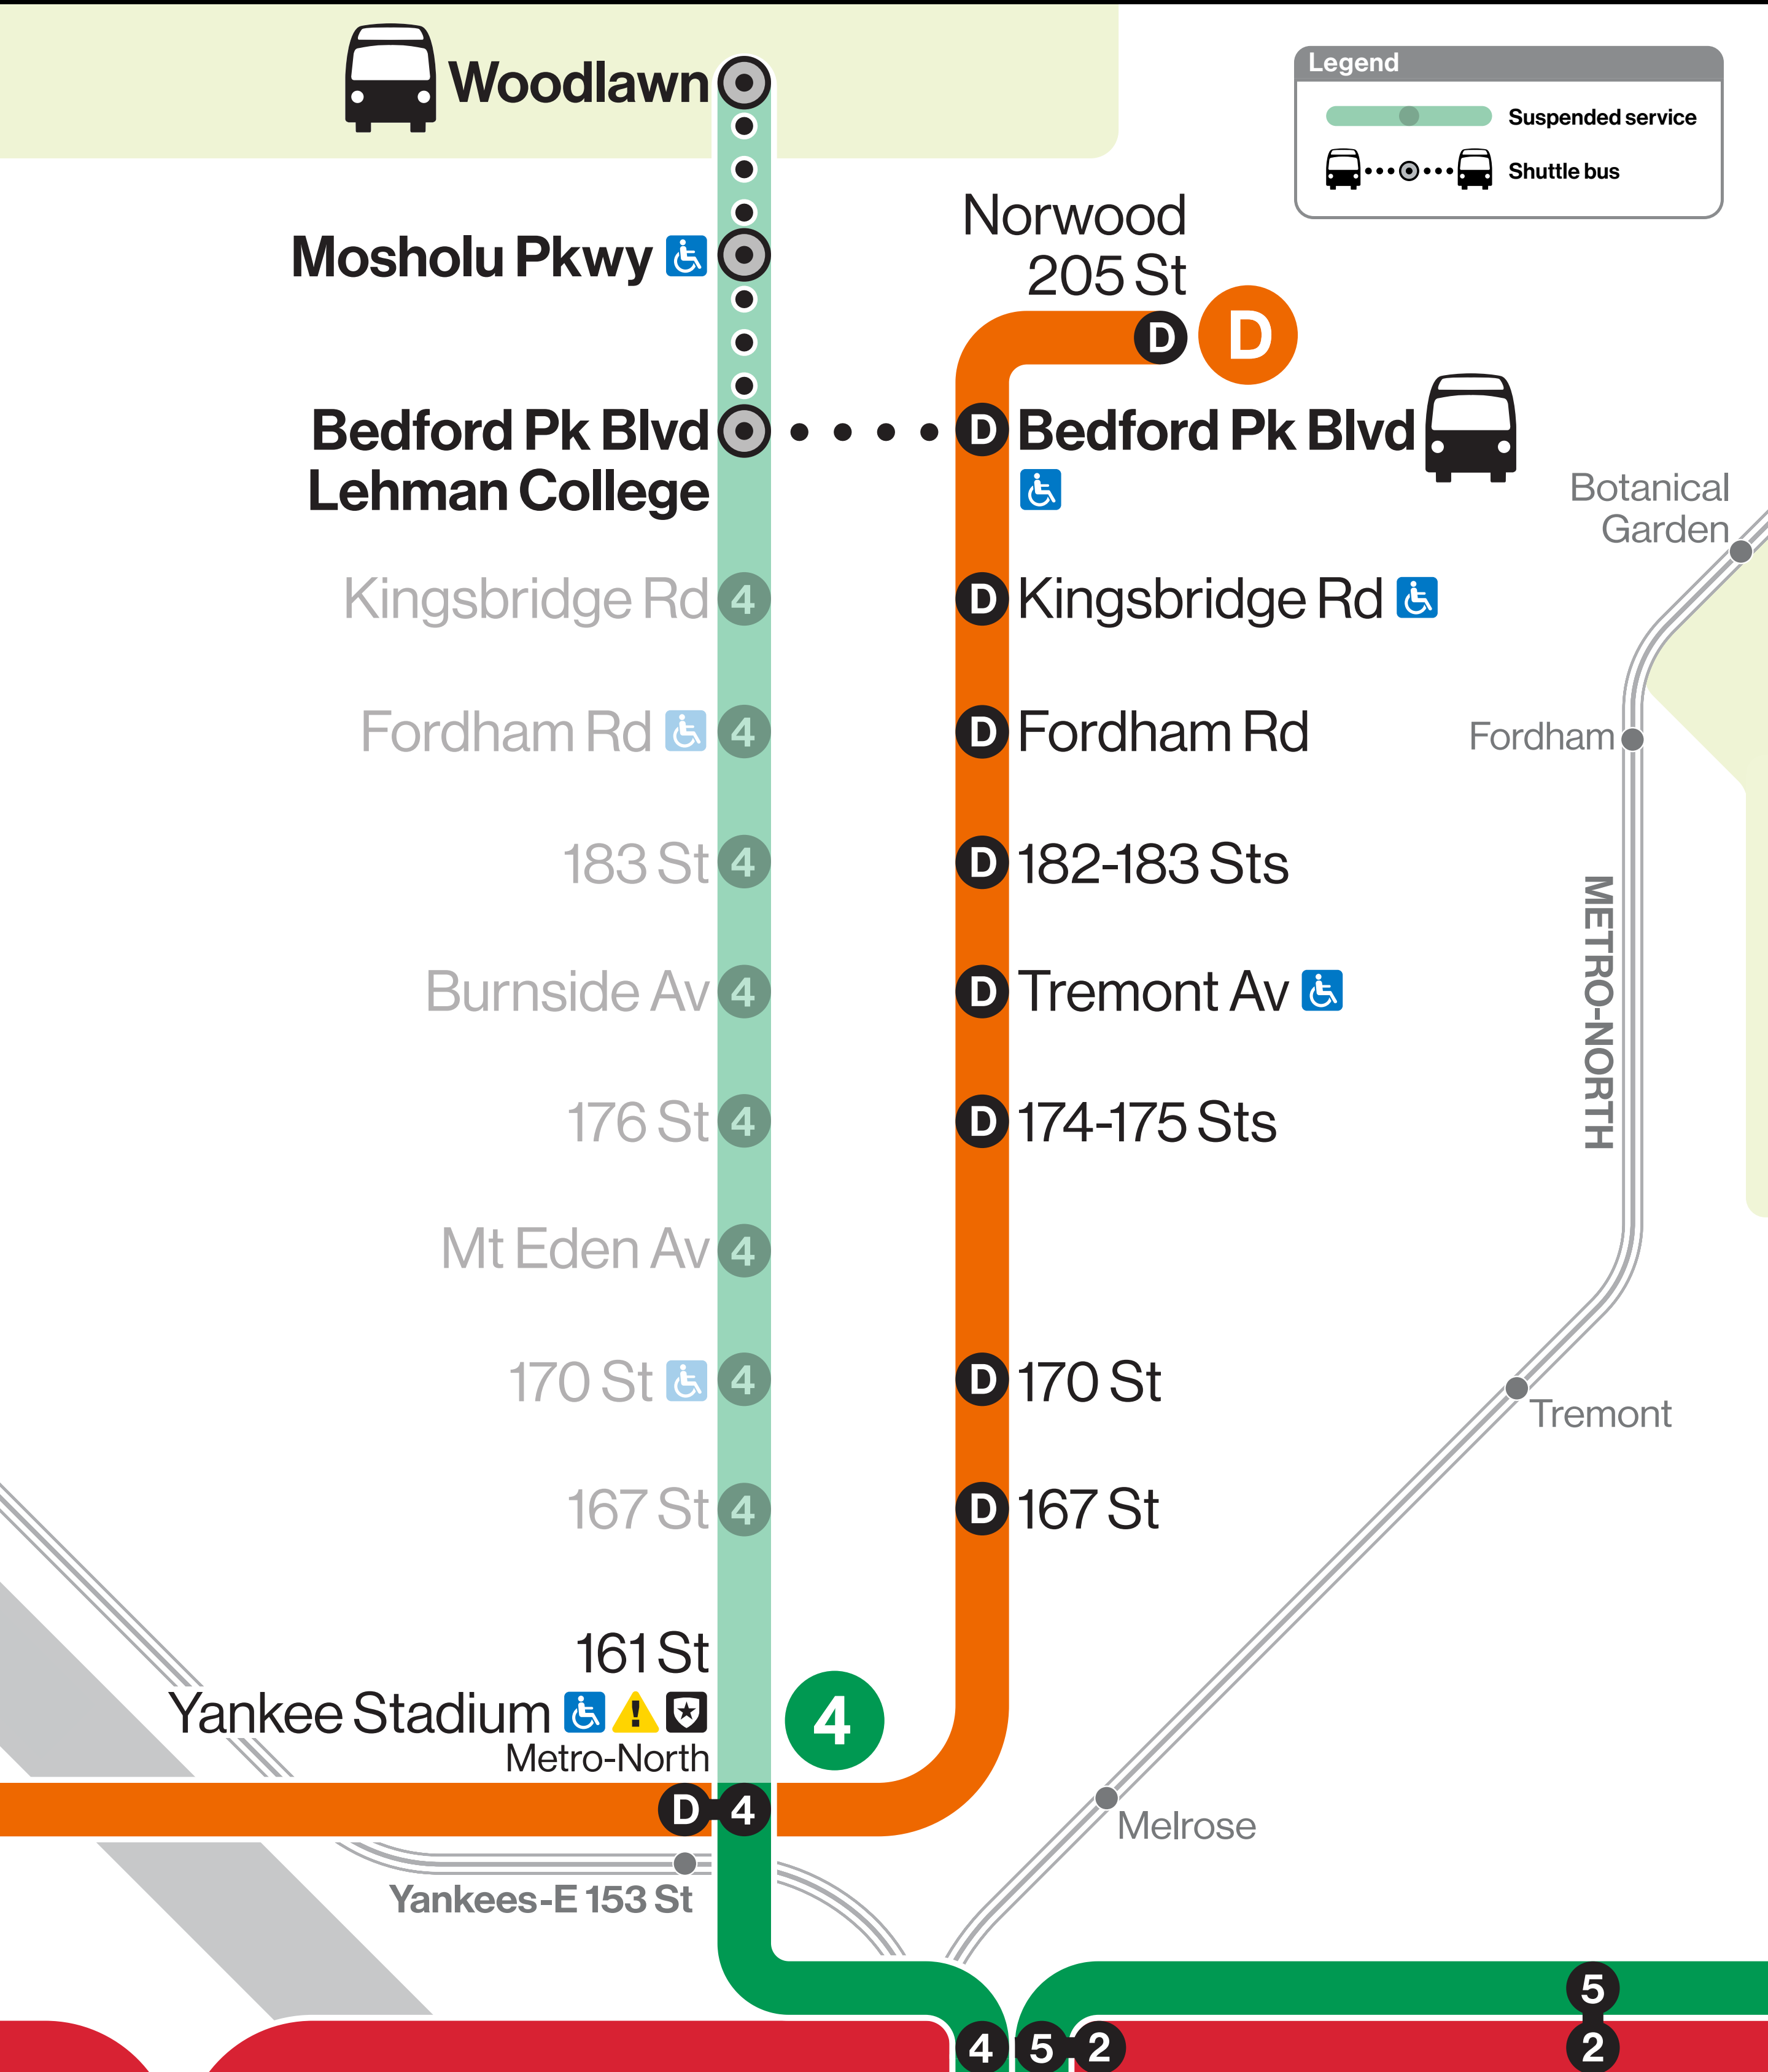 Woodlawn
Legend
Suspended service
Shuttle bus
Mosholu Pkwy
Norwood
205 St
D D
Bedford Pk Blvd
Lehman College
D Bedford Pk Blvd
Botanical
Garden
Kingsbridge Rd 4
D Kingsbridge Rd
Fordham Rd 4
D Fordham Rd
Fordham
183 St 4
D 182-183 Sts
METRO-NORTH
Burnside Av 4
D Tremont Av
176 St 4
D 174-175 Sts
Mt Eden Av 4
170 St 4
D 170 St
Tremont
167 St 4
D 167 St
161 St
Yankee Stadium !
Metro-North
4
D 4
Melrose
Yankees-E 153 St
5
4 5 2
2